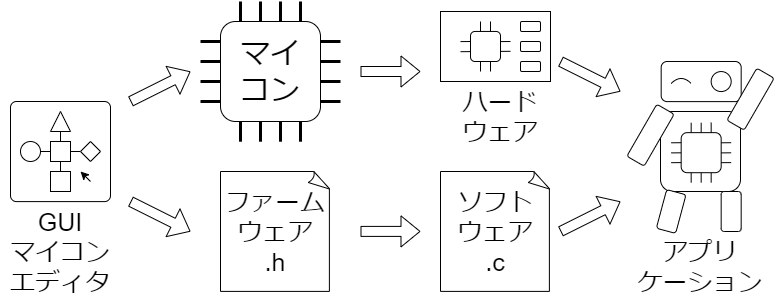 GUI
マイコン
エディタ
マイ
コン
ハード
ウェア
ファーム
ウェア
.h
ソフト
ウェア
.c
アプリ
ケーション